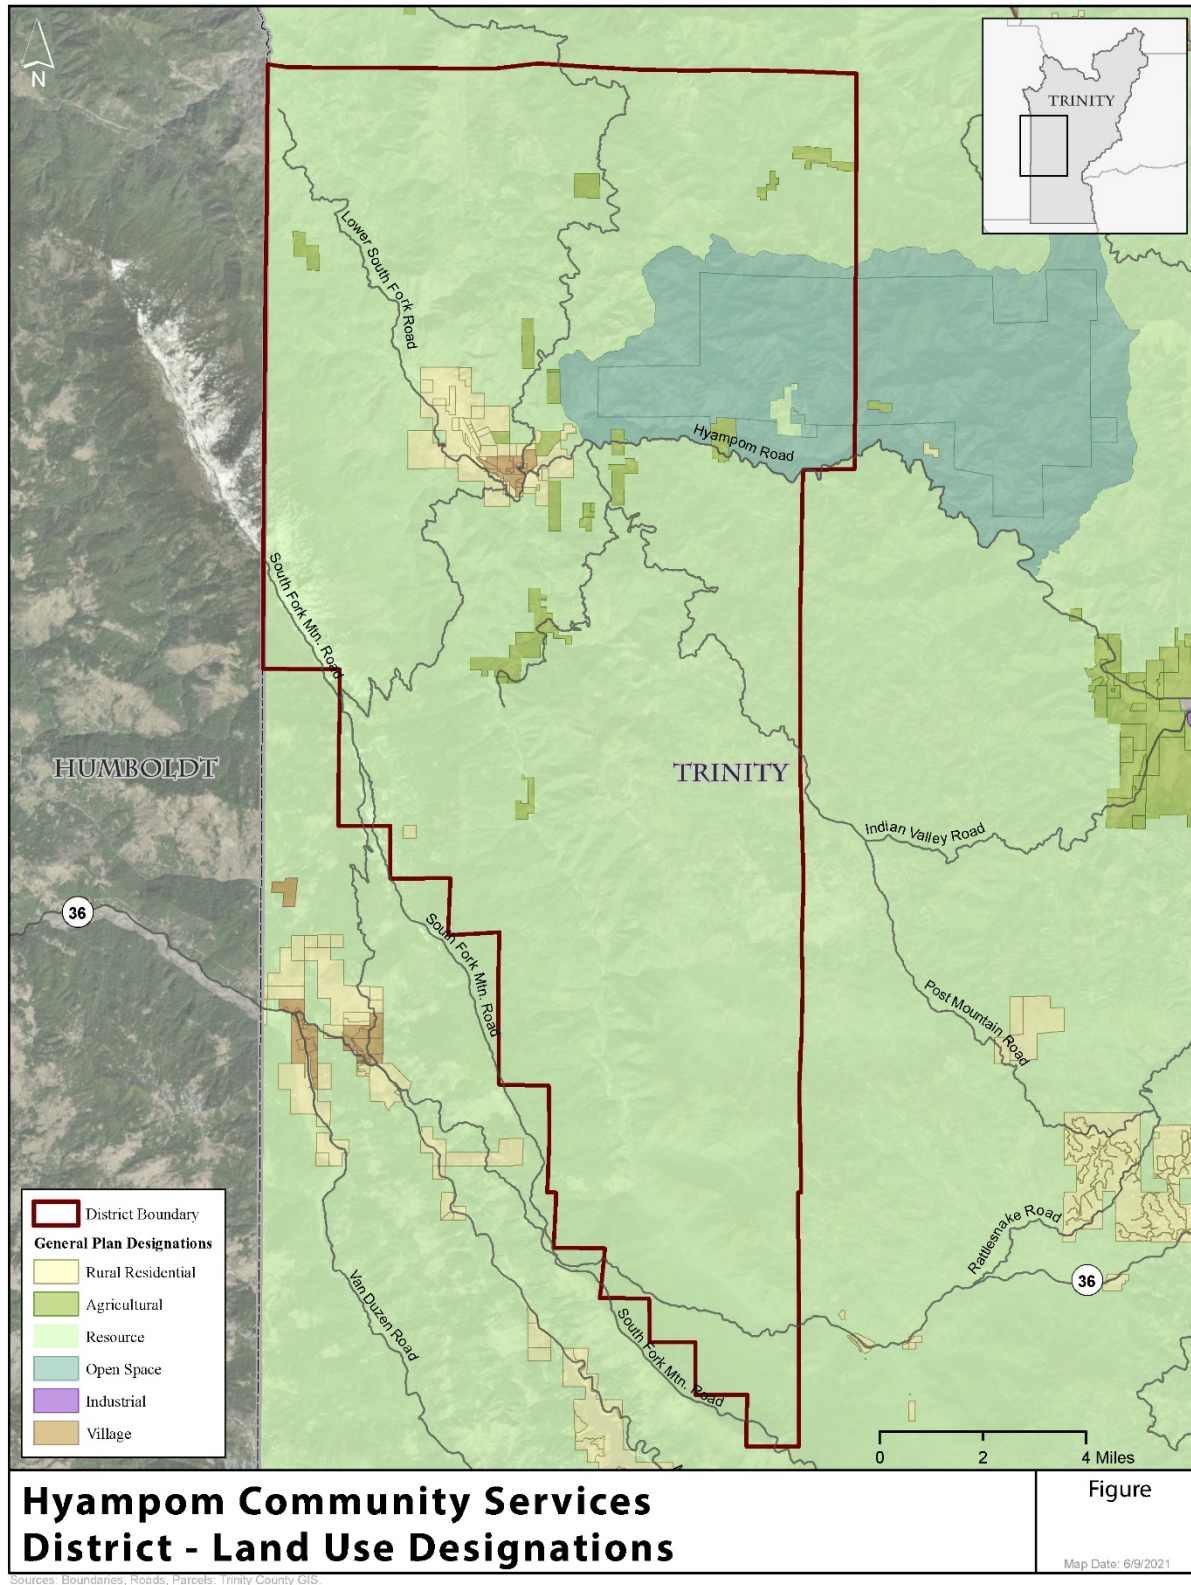 N
TRINITY
Lower South Fork Road
Hyampom Road
South Fork Mtn. Road
HUMBOLDT
TRINITY
Indian Valley Road
36
South Fork Mtn. Road
Post Mountain Road
Rattlesnake Road
36
Van Duzen Road
South Fork Mtn. Road
District Boundary
General Plan Designations
Rural Residential
Agricultural
Resource
Open Space
Industrial
Village
0 2 4 Miles
Hyampom Community Services
District - Land Use Designations
Figure
Map Date: 6/9/2021
Sources: Boundaries, Roads, Parcels: Trinity County GIS.